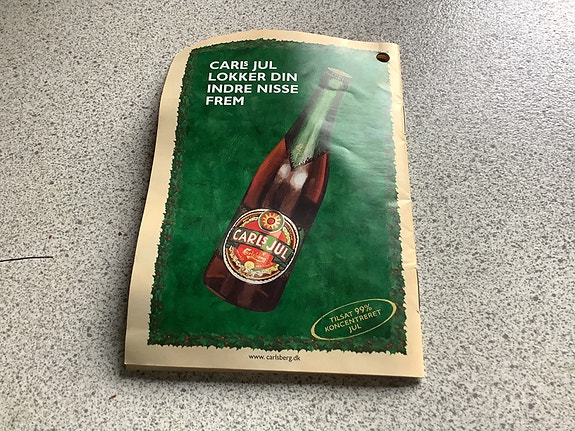 CARLS JUL
LOKKER DIN
INDRE NISSE
FREM
CARLS JUL
TILSAT 99%
KONCENTRERET
JUL
www.carlsberg.dk